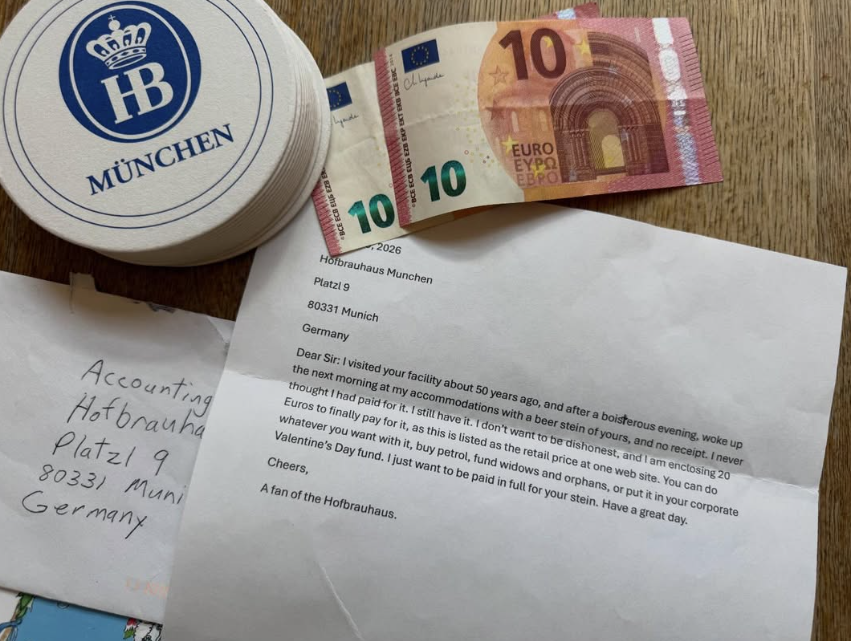 HB
MÜNCHEN
10
EURO
ΕΥΡΩ
ЕВРО
10
10
2026
Hofbrauhaus Munchen
Platzl 9
80331 Munich
Germany
Dear Sir: I visited your facility about 50 years ago, and after a boisterous evening, woke up
the next morning at my accommodations with a beer stein of yours, and no receipt. I never
thought I had paid for it. I still have it. I don't want to be dishonest, and I am enclosing 20
Euros to finally pay for it, as this is listed as the retail price at one web site. You can do
whatever you want with it, buy petrol, fund widows and orphans, or put it in your corporate
Valentine's Day fund. I just want to be paid in full for your stein. Have a great day.
Cheers,
A fan of the Hofbrauhaus.
Accounting
Hofbrauha
Platzl 9
80331 Muni
Germany